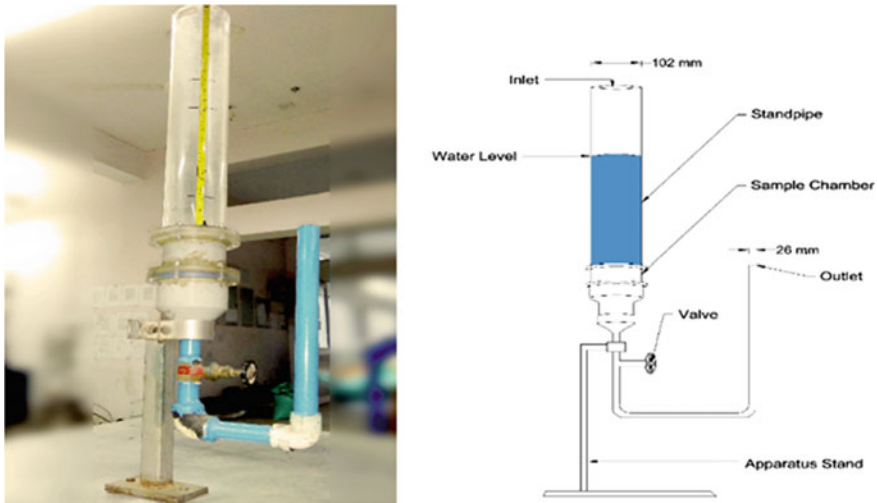 102 mm
Inlet
Standpipe
Water Level
Sample Chamber
26 mm
Outlet
Valve
Apparatus Stand